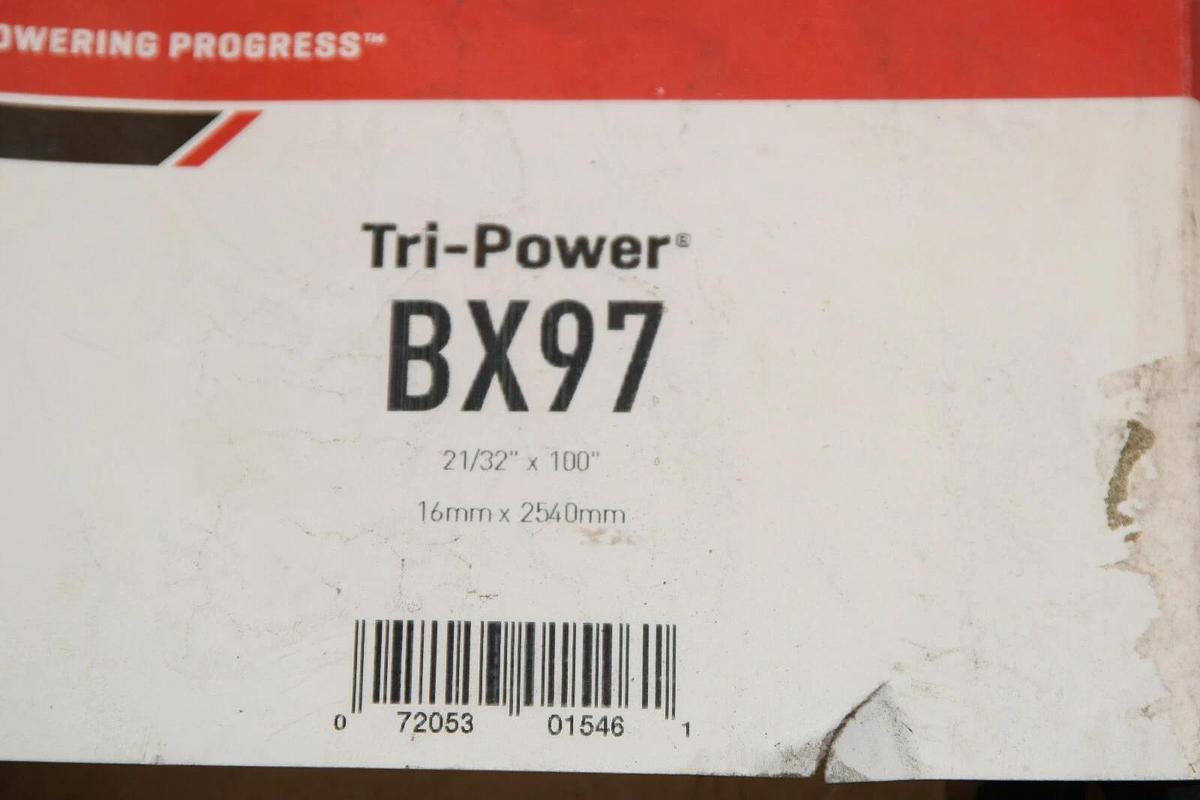 OWERING PROGRESS™
Tri-Power®
BX97
21/32" x 100"
16mm x 2540mm
0 72053 01546 1